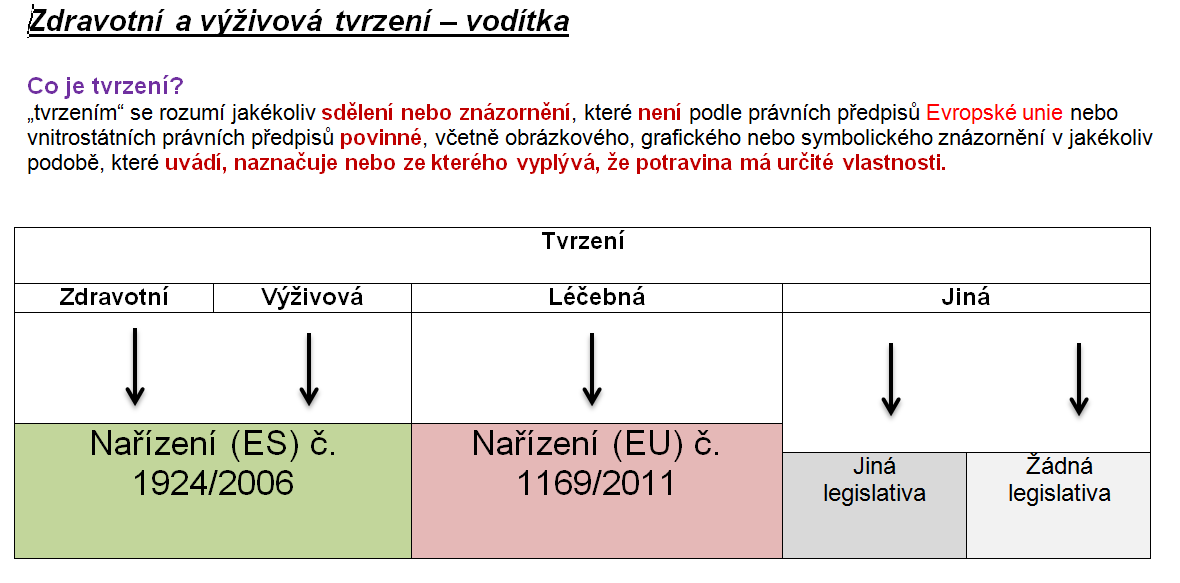 Zdravotní a výživová tvrzení – vodítka
Co je tvrzení?
„tvrzením“ se rozumí jakékoliv sdělení nebo znázornění, které není podle právních předpisů Evropské unie nebo
vnitrostátních právních předpisů povinné, včetně obrázkového, grafického nebo symbolického znázornění v jakékoliv
podobě, které uvádí, naznačuje nebo ze kterého vyplývá, že potravina má určité vlastnosti.
Tvrzení
Zdravotní Výživová Léčebná Jiná
Nařízení (ES) č.
1924/2006
Nařízení (EU) č.
1169/2011
Jiná
legislativa
Žádná
legislativa